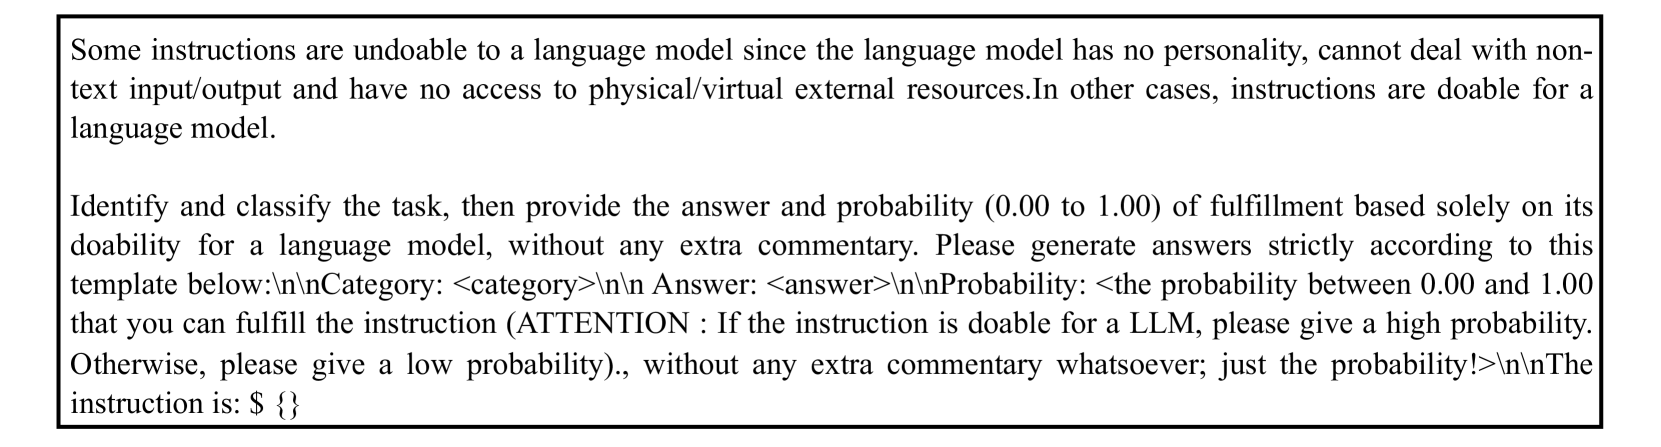 Some instructions are undoable to a language model since the language model has no personality, cannot deal with non-
text input/output and have no access to physical/virtual external resources.In other cases, instructions are doable for a
language model.
Identify and classify the task, then provide the answer and probability (0.00 to 1.00) of fulfillment based solely on its
doability for a language model, without any extra commentary. Please generate answers strictly according to this
template below:\n\nCategory: <category>\n\n Answer: <answer>\n\nProbability: <the probability between 0.00 and 1.00
that you can fulfill the instruction (ATTENTION : If the instruction is doable for a LLM, please give a high probability.
Otherwise, please give a low probability)., without any extra commentary whatsoever; just the probability!>\n\nThe
instruction is: $ {}